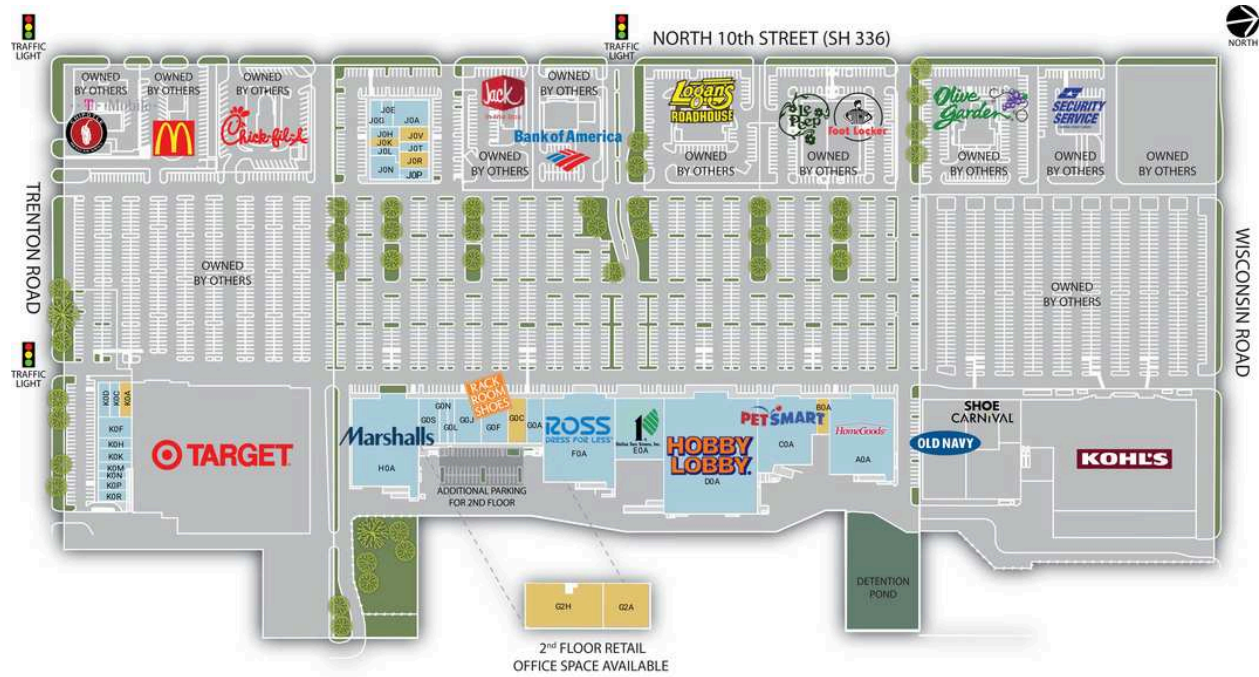 TRAFFIC
LIGHT
TRAFFIC
LIGHT
NORTH 10th STREET (SH 336)
NORTH
OWNED
BY OTHERS
T Mobile
CHIPOTLE
OWNED
BY OTHERS
M
OWNED
BY OTHERS
Chick-fil-A
J0E
J0G
J0A
J0H
J0V
J0K
J0L
J0T
J0R
J0N
J0P
Jack
in the box
OWNED
BY OTHERS
OWNED
BY OTHERS
Bank of America
Logan's
ROADHOUSE
OWNED
BY OTHERS
Le
Peep
Foot Locker
OWNED
BY OTHERS
Olive
Garden
OWNED
BY OTHERS
SECURITY
SERVICE
OWNED
BY OTHERS
OWNED
BY OTHERS
TRENTON ROAD
WISCONSIN ROAD
OWNED
BY OTHERS
OWNED
BY OTHERS
TRAFFIC
LIGHT
K0D
K0C
K0A
K0F
K0H
K0K
K0M
K0N
K0P
K0R
TARGET
Marshalls
H0A
RACK
ROOM
SHOES
G0N
G0S
G0L
G0J
G0F
G0C
G0A
ADDITIONAL PARKING
FOR 2ND FLOOR
ROSS
DRESS FOR LESS
F0A
1
E0A
HOBBY
LOBBY
D0A
PETSMART
C0A
B0A
HomeGoods
A0A
OLD NAVY
SHOE
CARNIVAL
KOHL'S
DETENTION
POND
G2H
G2A
2nd FLOOR RETAIL
OFFICE SPACE AVAILABLE